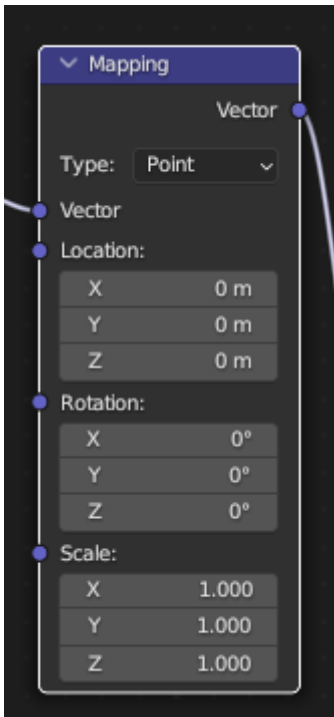 Mapping
Vector
Type: Point
Vector
Location:
X 0 m
Y 0 m
Z 0 m
Rotation:
X 0°
Y 0°
Z 0°
Scale:
X 1.000
Y 1.000
Z 1.000